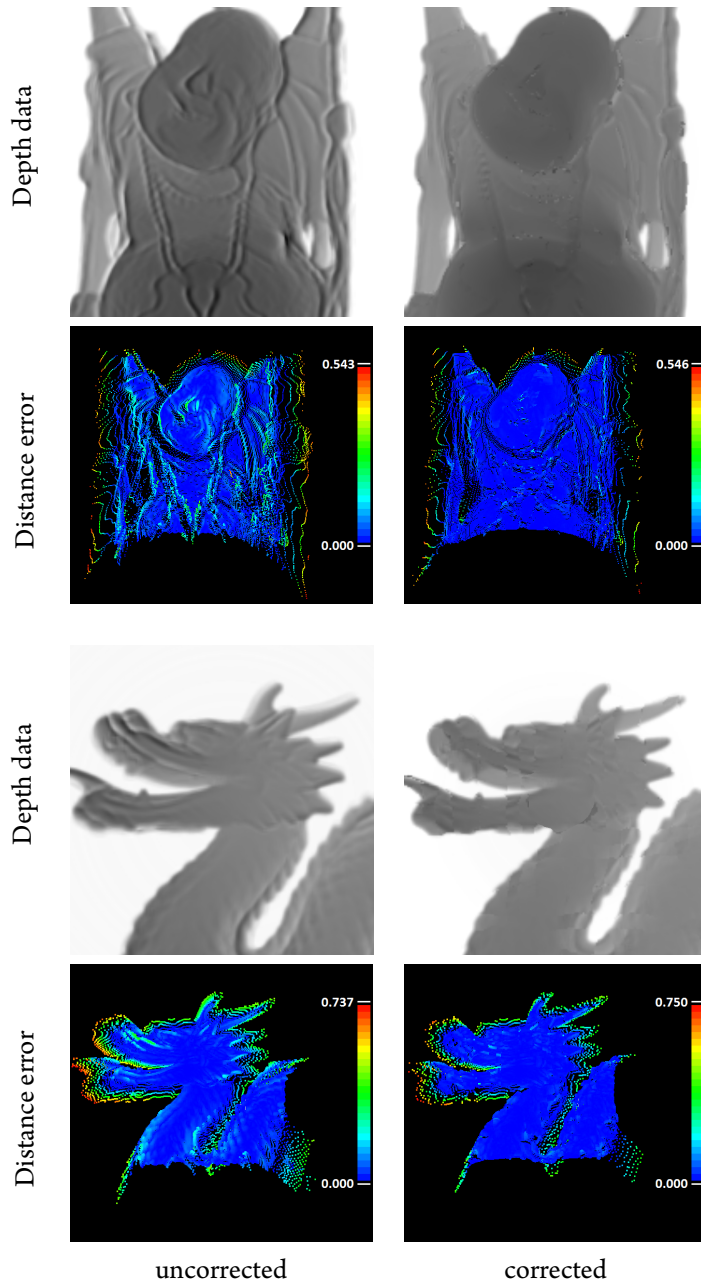 Depth data
Distance error
0.543
0.000
0.546
0.000
Depth data
Distance error
0.737
0.000
0.750
0.000
uncorrected
corrected